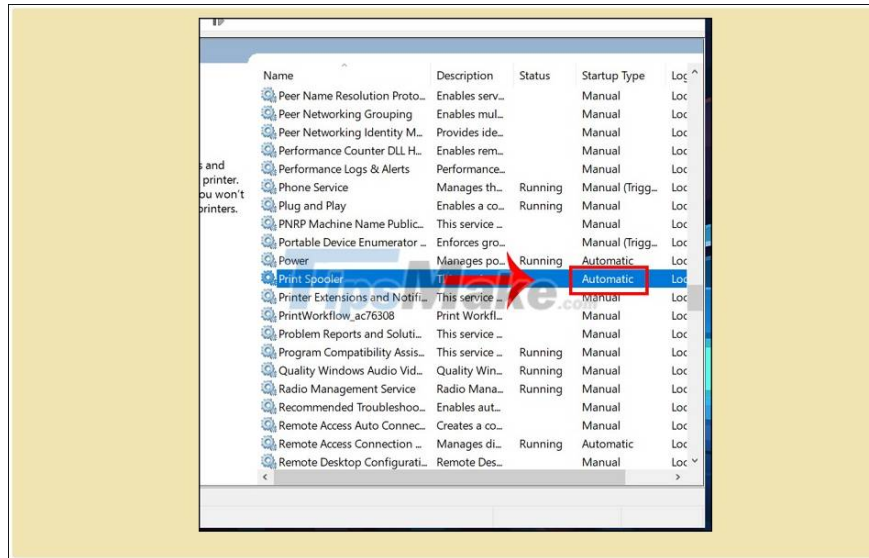 Name Description Status Startup Type Log
Peer Name Resolution Proto... Enables serv... Manual Loc
Peer Networking Grouping Enables mul... Manual Loc
Peer Networking Identity M... Provides ide... Manual Loc
Performance Counter DLL H... Enables rem... Manual Loc
s and Performance Logs & Alerts Performance... Manual Loc
printer. Phone Service Manages th... Running Manual (Trigg... Loc
ou won't Plug and Play Enables a co... Running Manual Loc
printers. PNRP Machine Name Public... This service ... Manual Loc
Portable Device Enumerator ... Enforces gro... Manual (Trigg... Loc
Power Manages po... Running Automatic Loc
Print Spooler Automatic Loc
TipsMake.com
Printer Extensions and Notifi... This service ... Manual Loc
PrintWorkflow_ac76308 Print Workfl... Manual Loc
Problem Reports and Soluti... This service ... Manual Loc
Program Compatibility Assis... This service ... Running Manual Loc
Quality Windows Audio Vid... Quality Win... Running Manual Loc
Radio Management Service Radio Mana... Running Manual Loc
Recommended Troubleshoo... Enables aut... Manual Loc
Remote Access Auto Connec... Creates a co... Manual Loc
Remote Access Connection ... Manages di... Running Automatic Loc
Remote Desktop Configurati... Remote Des... Manual Loc